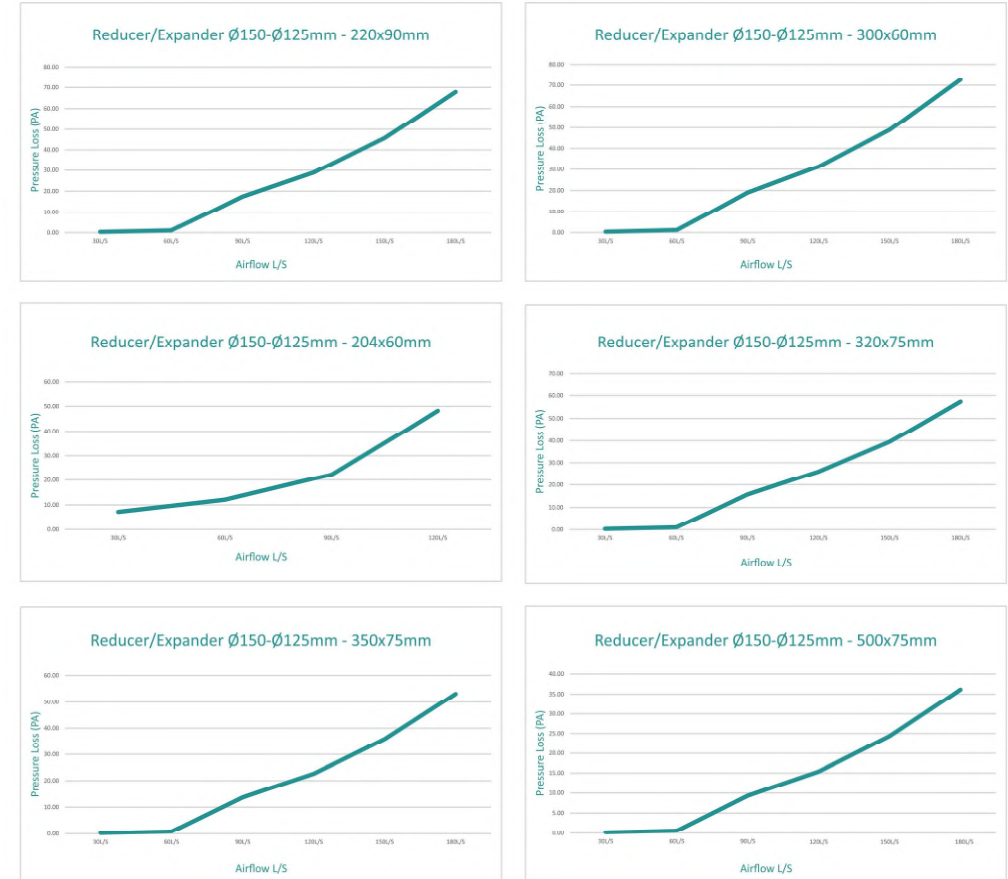 Reducer/Expander Ø150-Ø125mm - 220x90mm
80.00
70.00
60.00
50.00
40.00
30.00
20.00
10.00
0.00
Pressure Loss (PA)
30L/S 60L/S 90L/S 120L/S 150L/S 180L/S
Airflow L/S
Reducer/Expander Ø150-Ø125mm - 300x60mm
80.00
70.00
60.00
50.00
40.00
30.00
20.00
10.00
0.00
Pressure Loss (PA)
30L/S 60L/S 90L/S 120L/S 150L/S 180L/S
Airflow L/S
Reducer/Expander Ø150-Ø125mm - 204x60mm
60.00
50.00
40.00
30.00
20.00
10.00
0.00
Pressure Loss (PA)
30L/S 60L/S 90L/S 120L/S
Airflow L/S
Reducer/Expander Ø150-Ø125mm - 320x75mm
70.00
60.00
50.00
40.00
30.00
20.00
10.00
0.00
Pressure Loss (PA)
30L/S 60L/S 90L/S 120L/S 150L/S 180L/S
Airflow L/S
Reducer/Expander Ø150-Ø125mm - 350x75mm
60.00
50.00
40.00
30.00
20.00
10.00
0.00
Pressure Loss (PA)
30L/S 60L/S 90L/S 120L/S 150L/S 180L/S
Airflow L/S
Reducer/Expander Ø150-Ø125mm - 500x75mm
40.00
35.00
30.00
25.00
20.00
15.00
10.00
5.00
0.00
Pressure Loss (PA)
30L/S 60L/S 90L/S 120L/S 150L/S 180L/S
Airflow L/S